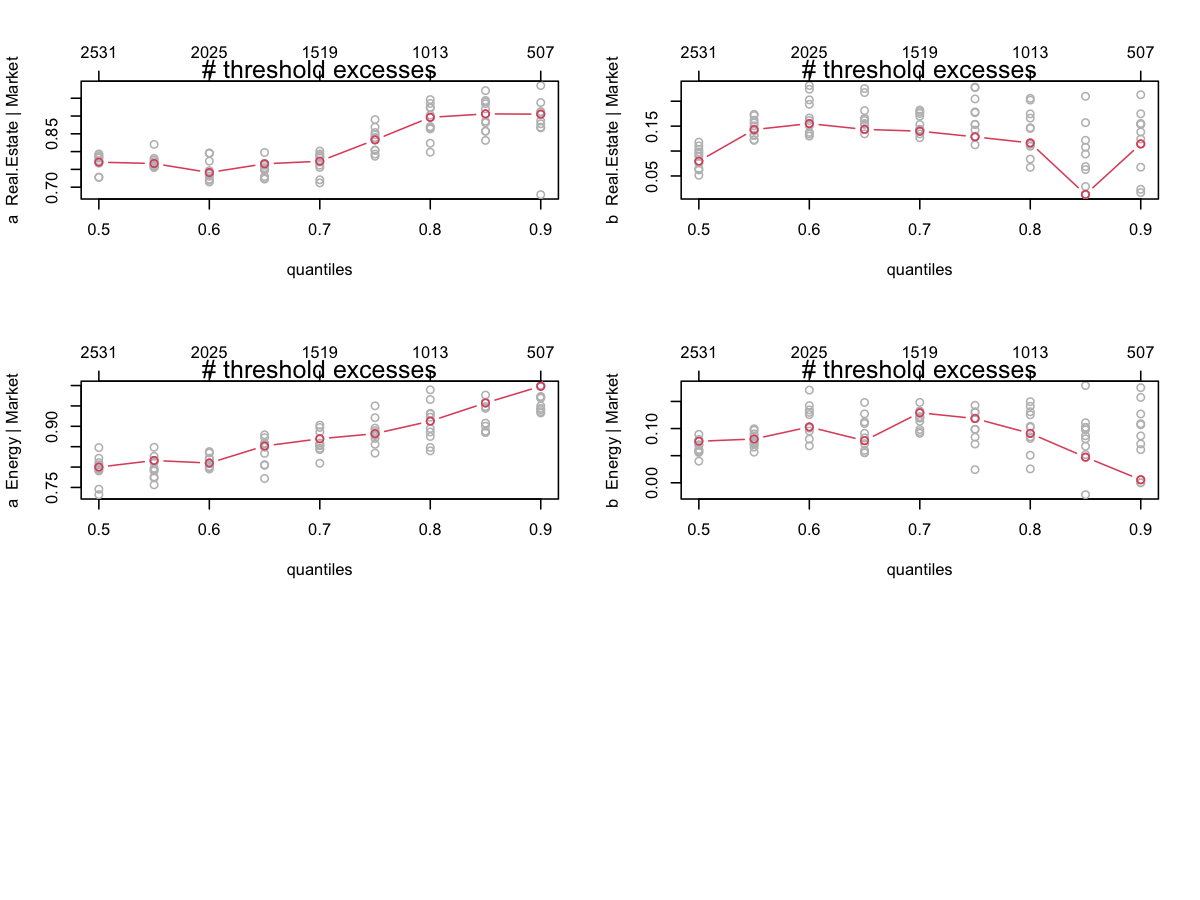 2531 2025 1519 1013 507
# threshold excesses
a Real.Estate | Market
0.85
0.70
0.5 0.6 0.7 0.8 0.9
quantiles
2531 2025 1519 1013 507
# threshold excesses
b Real.Estate | Market
0.15
0.05
0.5 0.6 0.7 0.8 0.9
quantiles
2531 2025 1519 1013 507
# threshold excesses
a Energy | Market
0.90
0.75
0.5 0.6 0.7 0.8 0.9
quantiles
2531 2025 1519 1013 507
# threshold excesses
b Energy | Market
0.10
0.00
0.5 0.6 0.7 0.8 0.9
quantiles